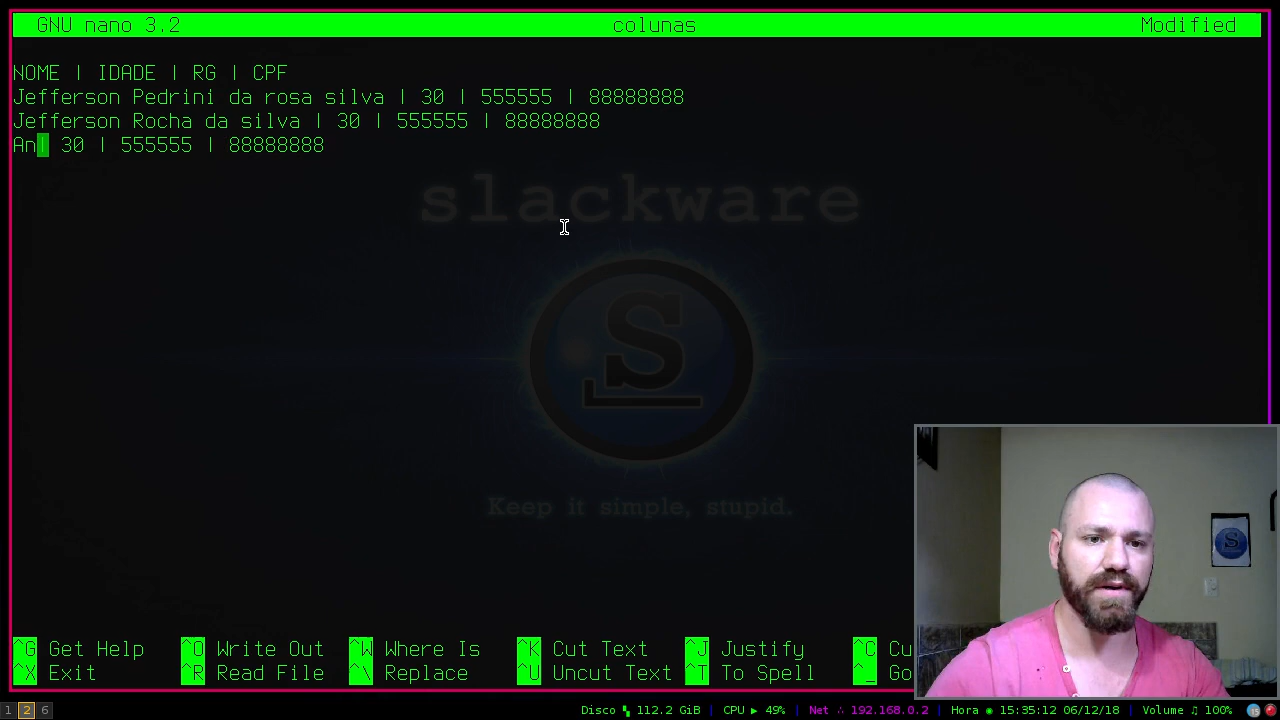 GNU nano 3.2 colunas Modified
NOME | IDADE | RG | CPF
Jefferson Pedrini da rosa silva | 30 | 555555 | 88888888
Jefferson Rocha da silva | 30 | 555555 | 88888888
An| 30 | 555555 | 88888888
slackware
S
Keep it simple, stupid.
S
^G Get Help ^O Write Out ^W Where Is ^K Cut Text ^J Justify ^C Cu
^X Exit ^R Read File ^\ Replace ^U Uncut Text ^T To Spell ^_ Go
1 2 6 Disco 112.2 GiB | CPU ▶ 49% | Net ∴ 192.168.0.2 | Hora ◉ 15:35:12 06/12/18 | Volume ♫ 100%